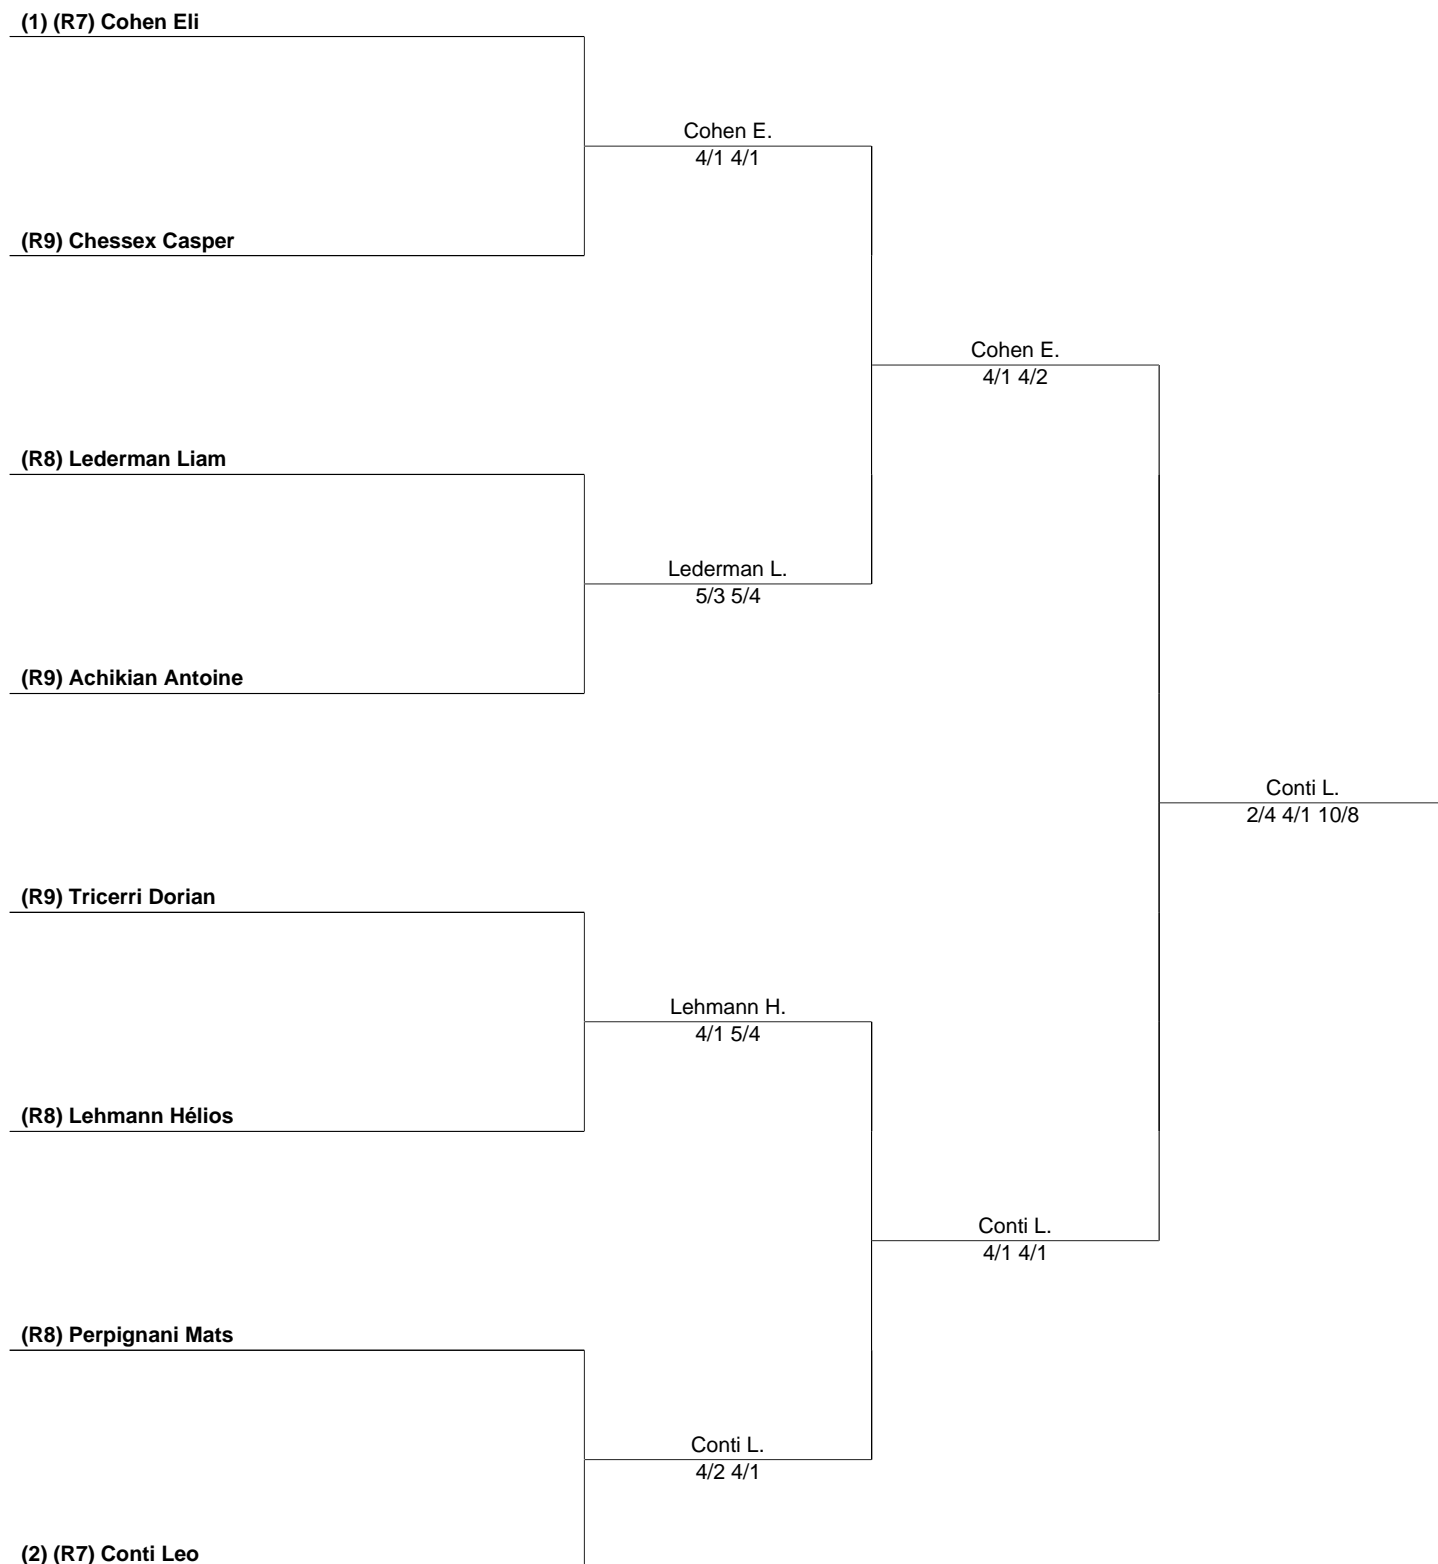 (1) (R7) Cohen Eli
Cohen E.
4/1 4/1
(R9) Chessex Casper
Cohen E.
4/1 4/2
(R8) Lederman Liam
Lederman L.
5/3 5/4
(R9) Achikian Antoine
Conti L.
2/4 4/1 10/8
(R9) Tricerri Dorian
Lehmann H.
4/1 5/4
(R8) Lehmann Hélios
Conti L.
4/1 4/1
(R8) Perpignani Mats
Conti L.
4/2 4/1
(2) (R7) Conti Leo